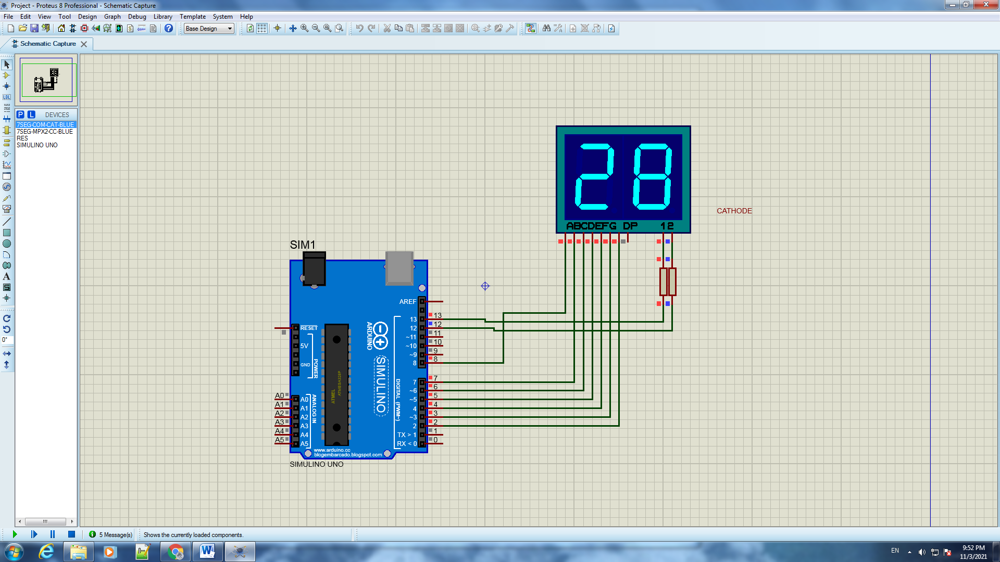 Project - Proteus 8 Professional - Schematic Capture
File Edit View Tool Design Graph Debug Library Template System Help
Base Design
Schematic Capture
P L DEVICES
7SEG-COM-CAT-BLUE
7SEG-MPX2-CC-BLUE
RES
SIMULINO UNO
LBL
A
S
0°
28
ABCDEFG DP 12
CATHODE
SIM1
AREF
13 13
12 12
~11 11
~10 10
~9 9
8 8
7 7
~6 6
~5 5
4 4
~3 3
2 2
TX > 1 1
RX < 0 0
RESET
5V
GND
POWER
A0 A0
A1 A1
A2 A2
A3 A3
A4 A4
A5 A5
ANALOG IN
ATMEL
ATMEGA328P
ARDUINO
SIMULINO
DIGITAL (PWM~)
www.arduino.cc
blogembarcado.blogspot.com
SIMULINO UNO
5 Message(s) Shows the currently loaded components.
EN
9:52 PM
11/3/2021